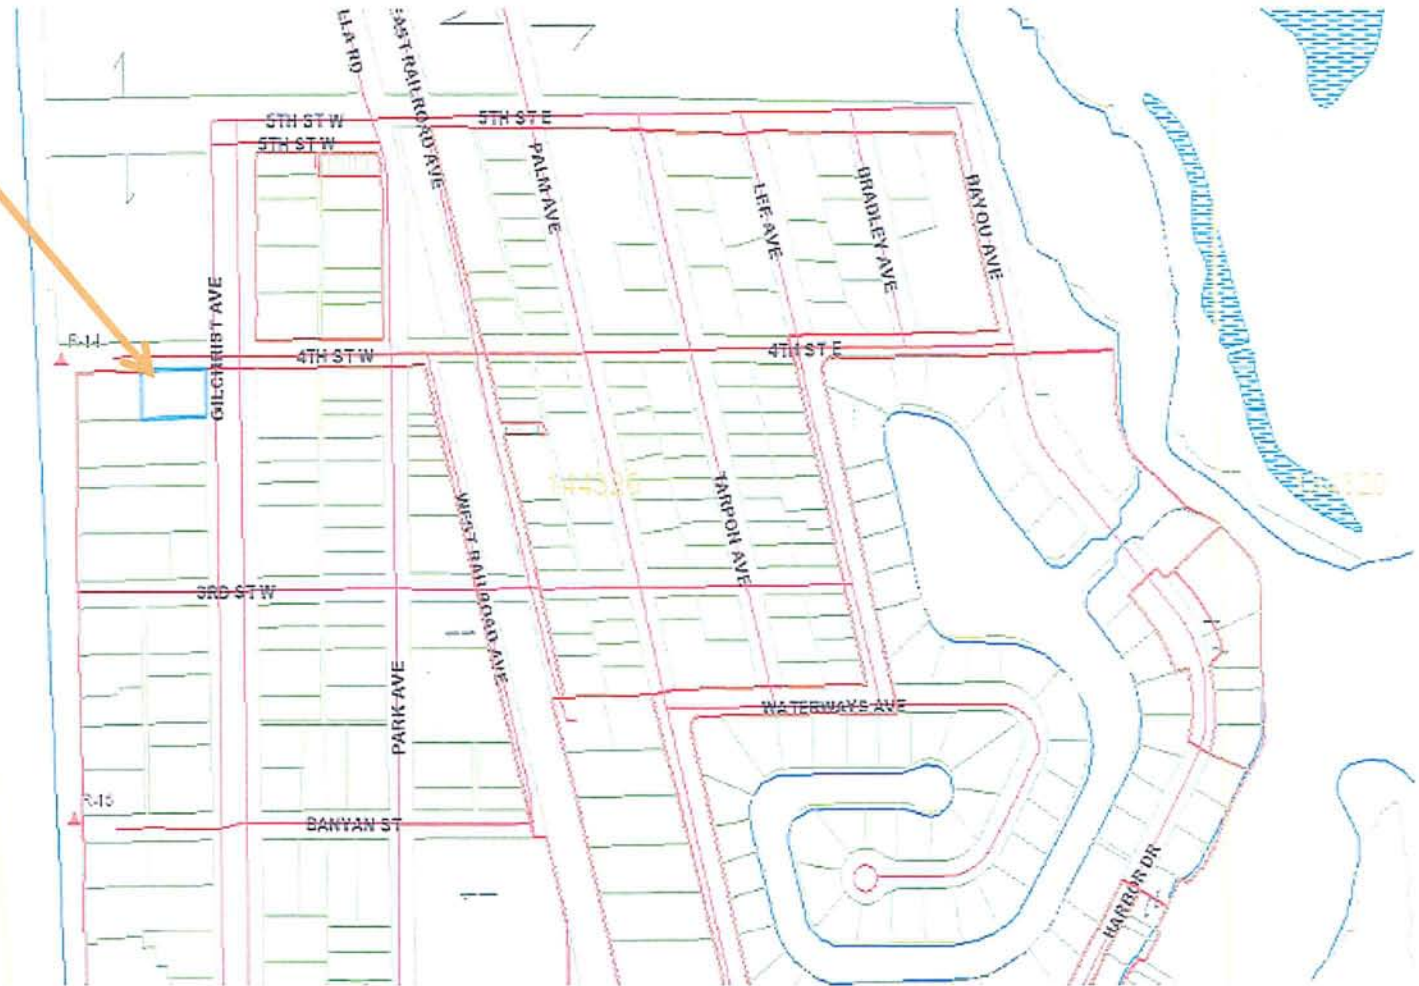 EAST RAILROAD AVE
5TH ST W
5TH ST E
5TH ST W
PALM AVE
LEE AVE
BRADLEY AVE
BAYOU AVE
GILCHRIST AVE
4TH ST W
4TH ST E
TARPON AVE
WEST RAILROAD AVE
3RD ST W
PARK AVE
WATERWAYS AVE
R-15
BANYAN ST
HARBOR DR